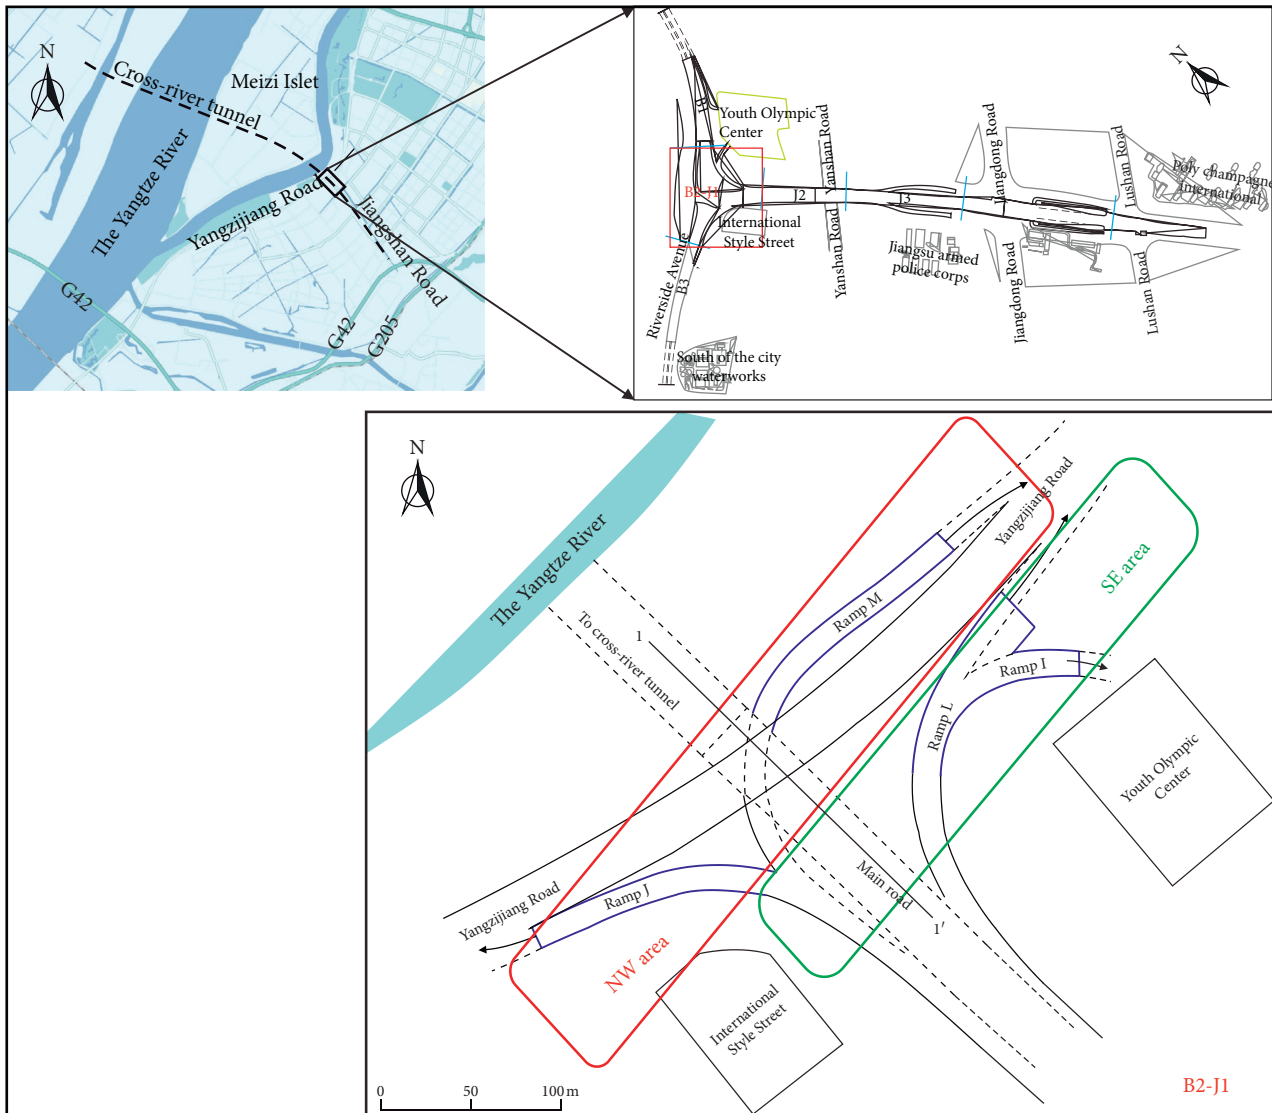 N
Cross-river tunnel
Meizi Islet
The Yangtze River
Yangzijiang Road
Jiangshan Road
G42
G42
G205
N
B1
Youth Olympic
Center
Yanshan Road
Jiangdong Road
Lushan Road
Poly champagne
International
B2-J1
J2
J3
International
Style Street
Yanshan Road
Jiangsu armed
police corps
Jiangdong Road
Lushan Road
Riverside Avenue
B3
South of the city
waterworks
N
The Yangtze River
Yangzijiang Road
SE area
Ramp M
To cross-river tunnel
1
Ramp I
Ramp L
Youth Olympic
Center
Main road
1′
Ramp J
Yangzijiang Road
NW area
International
Style Street
0
50
100 m
B2-J1